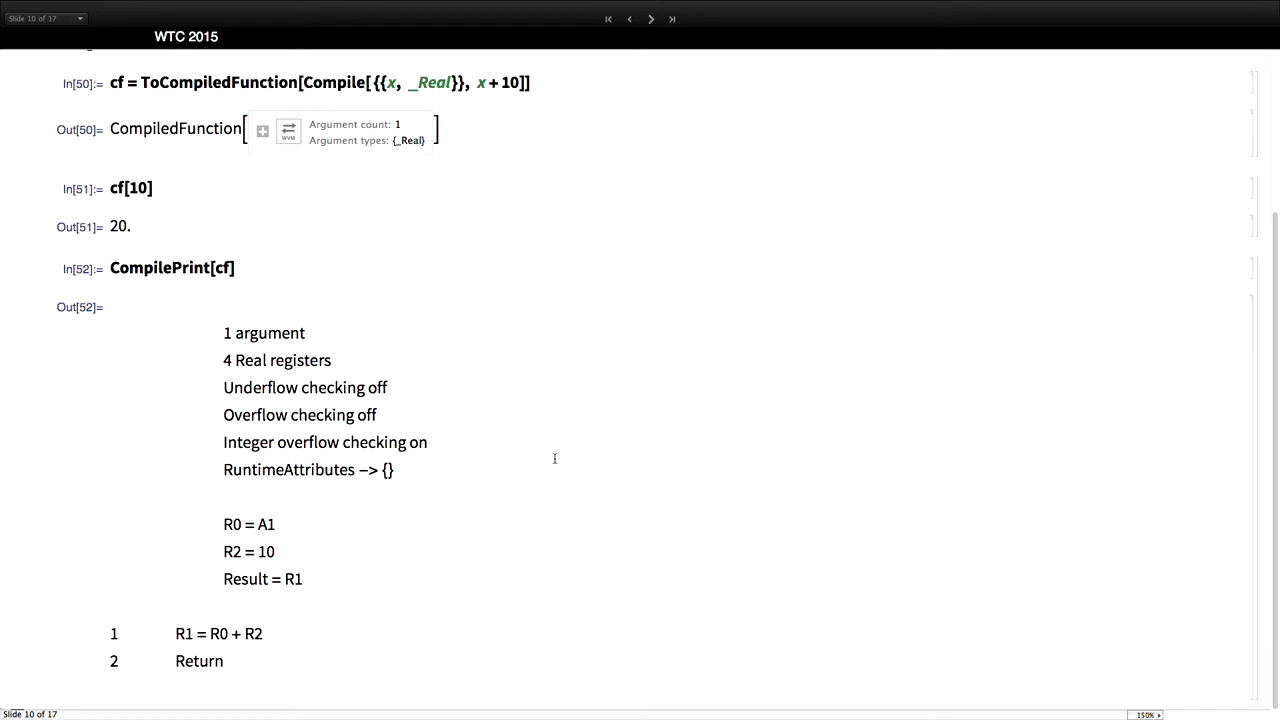 Slide 10 of 17
WTC 2015
In[50]:= cf = ToCompiledFunction[Compile[{{x, _Real}}, x + 10]]
Out[50]= CompiledFunction[ WVM Argument count: 1
Argument types: {_Real} ]
In[51]:= cf[10]
Out[51]= 20.
In[52]:= CompilePrint[cf]
Out[52]=
1 argument
4 Real registers
Underflow checking off
Overflow checking off
Integer overflow checking on
RuntimeAttributes -> {}
R0 = A1
R2 = 10
Result = R1
1 R1 = R0 + R2
2 Return
Slide 10 of 17 150%